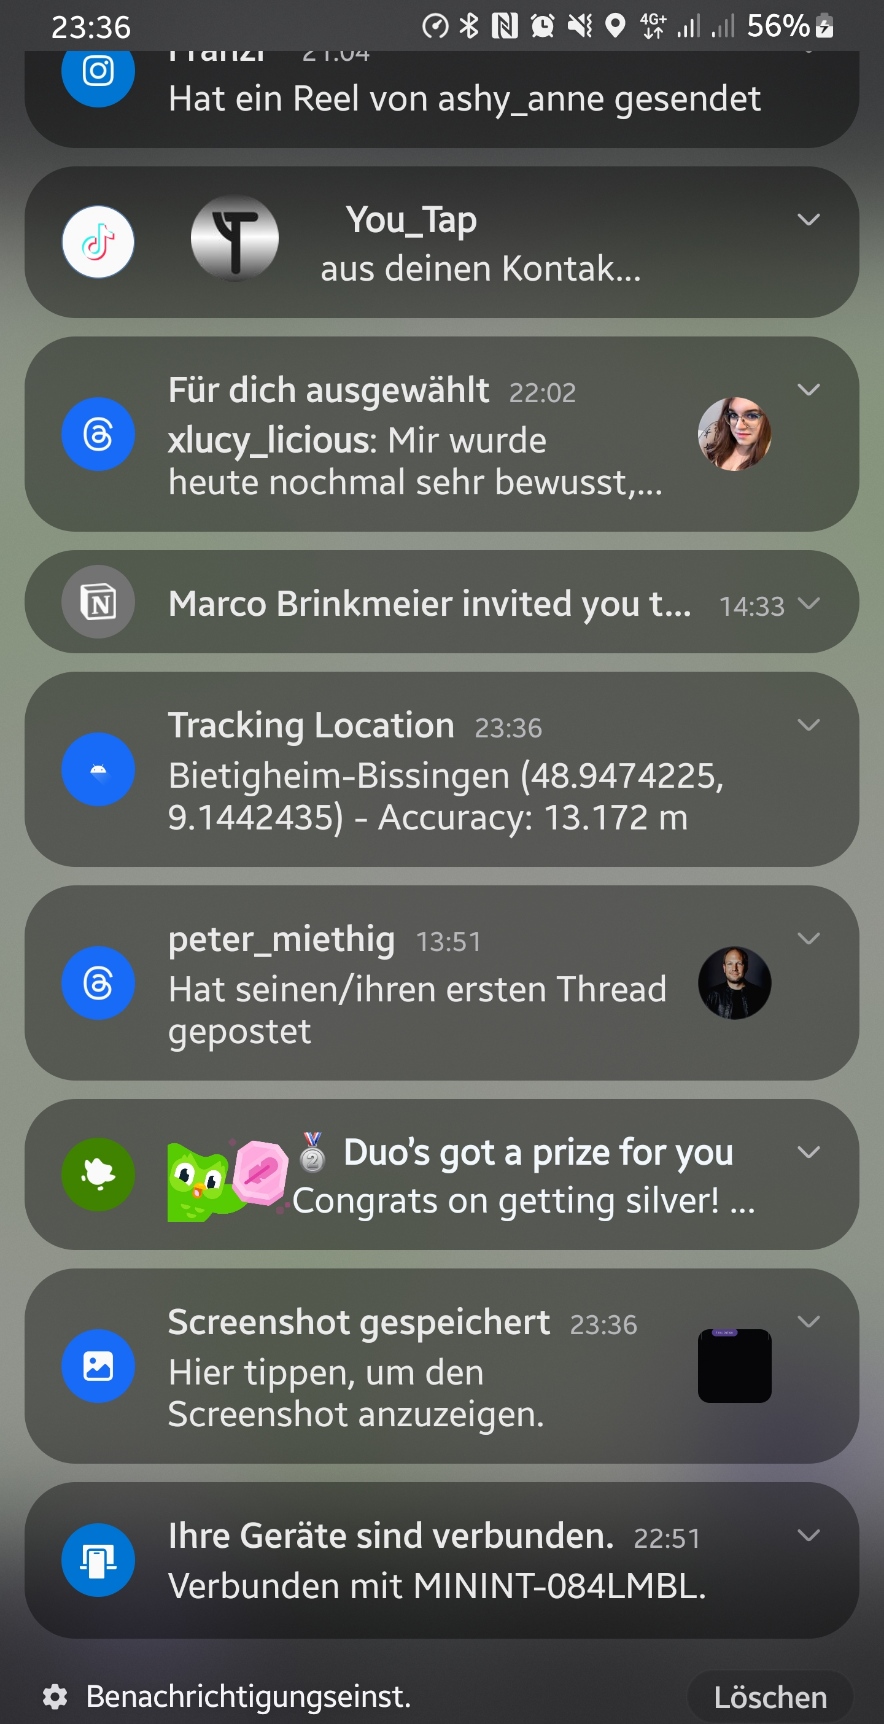 23:36 4G+ 56%
Franzi 21:04
Hat ein Reel von ashy_anne gesendet
You_Tap
aus deinen Kontak...
Für dich ausgewählt 22:02
xlucy_licious: Mir wurde
heute nochmal sehr bewusst,...
Marco Brinkmeier invited you t... 14:33
Tracking Location 23:36
Bietigheim-Bissingen (48.9474225,
9.1442435) - Accuracy: 13.172 m
peter_miethig 13:51
Hat seinen/ihren ersten Thread
gepostet
🥈 Duo’s got a prize for you
Congrats on getting silver! ...
Screenshot gespeichert 23:36
Hier tippen, um den
Screenshot anzuzeigen.
Ihre Geräte sind verbunden. 22:51
Verbunden mit MININT-084LMBL.
Benachrichtigungseinst. Löschen